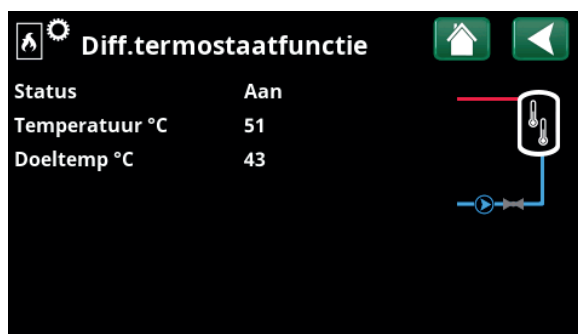 Diff.termostaatfunctie
Status Aan
Temperatuur °C 51
Doeltemp °C 43